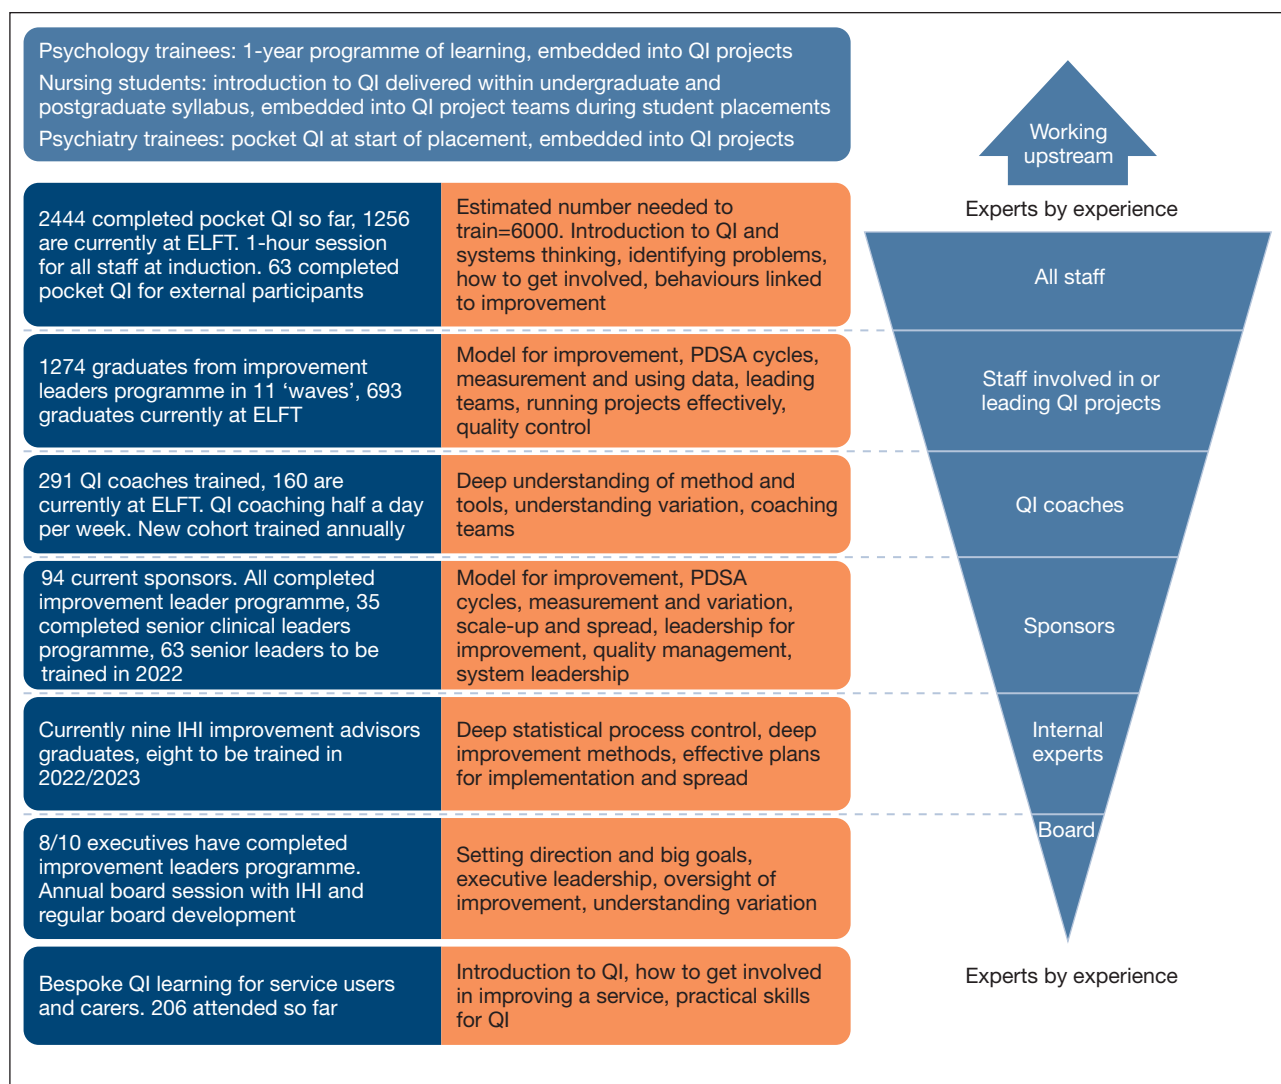 Psychology trainees: 1-year programme of learning, embedded into QI projects
Nursing students: introduction to QI delivered within undergraduate and
postgraduate syllabus, embedded into QI project teams during student placements
Psychiatry trainees: pocket QI at start of placement, embedded into QI projects
Working
upstream
Experts by experience
2444 completed pocket QI so far, 1256
are currently at ELFT. 1-hour session
for all staff at induction. 63 completed
pocket QI for external participants
Estimated number needed to
train=6000. Introduction to QI and
systems thinking, identifying problems,
how to get involved, behaviours linked
to improvement
All staff
1274 graduates from improvement
leaders programme in 11 ‘waves’, 693
graduates currently at ELFT
Model for improvement, PDSA cycles,
measurement and using data, leading
teams, running projects effectively,
quality control
Staff involved in or
leading QI projects
291 QI coaches trained, 160 are
currently at ELFT. QI coaching half a day
per week. New cohort trained annually
Deep understanding of method and
tools, understanding variation, coaching
teams
QI coaches
94 current sponsors. All completed
improvement leader programme, 35
completed senior clinical leaders
programme, 63 senior leaders to be
trained in 2022
Model for improvement, PDSA
cycles, measurement and variation,
scale-up and spread, leadership for
improvement, quality management,
system leadership
Sponsors
Currently nine IHI improvement advisors
graduates, eight to be trained in
2022/2023
Deep statistical process control, deep
improvement methods, effective plans
for implementation and spread
Internal
experts
8/10 executives have completed
improvement leaders programme.
Annual board session with IHI and
regular board development
Setting direction and big goals,
executive leadership, oversight of
improvement, understanding variation
Board
Bespoke QI learning for service users
and carers. 206 attended so far
Introduction to QI, how to get involved
in improving a service, practical skills
for QI
Experts by experience